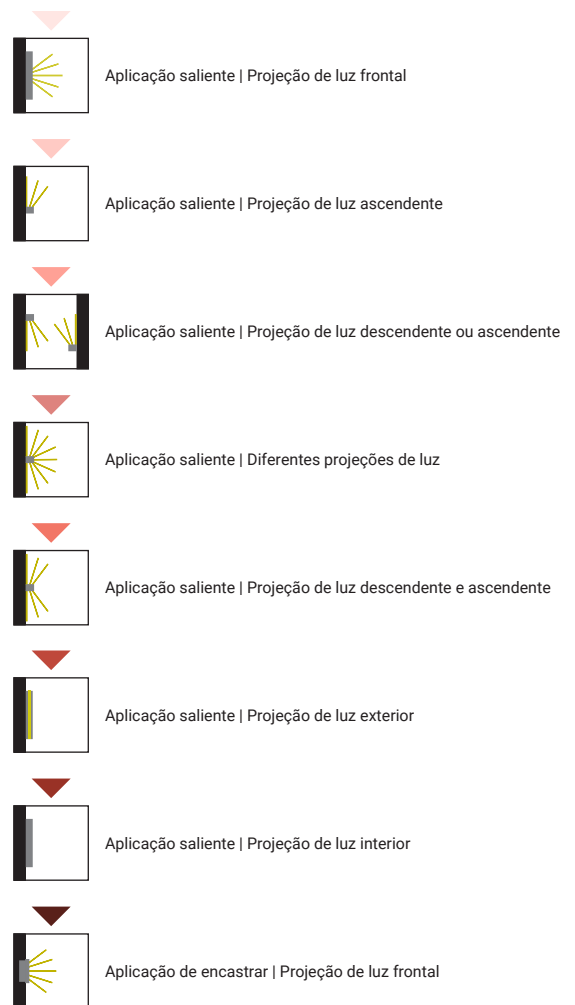 Aplicação saliente | Projeção de luz frontal
Aplicação saliente | Projeção de luz ascendente
Aplicação saliente | Projeção de luz descendente ou ascendente
Aplicação saliente | Diferentes projeções de luz
Aplicação saliente | Projeção de luz descendente e ascendente
Aplicação saliente | Projeção de luz exterior
Aplicação saliente | Projeção de luz interior
Aplicação de encastrar | Projeção de luz frontal